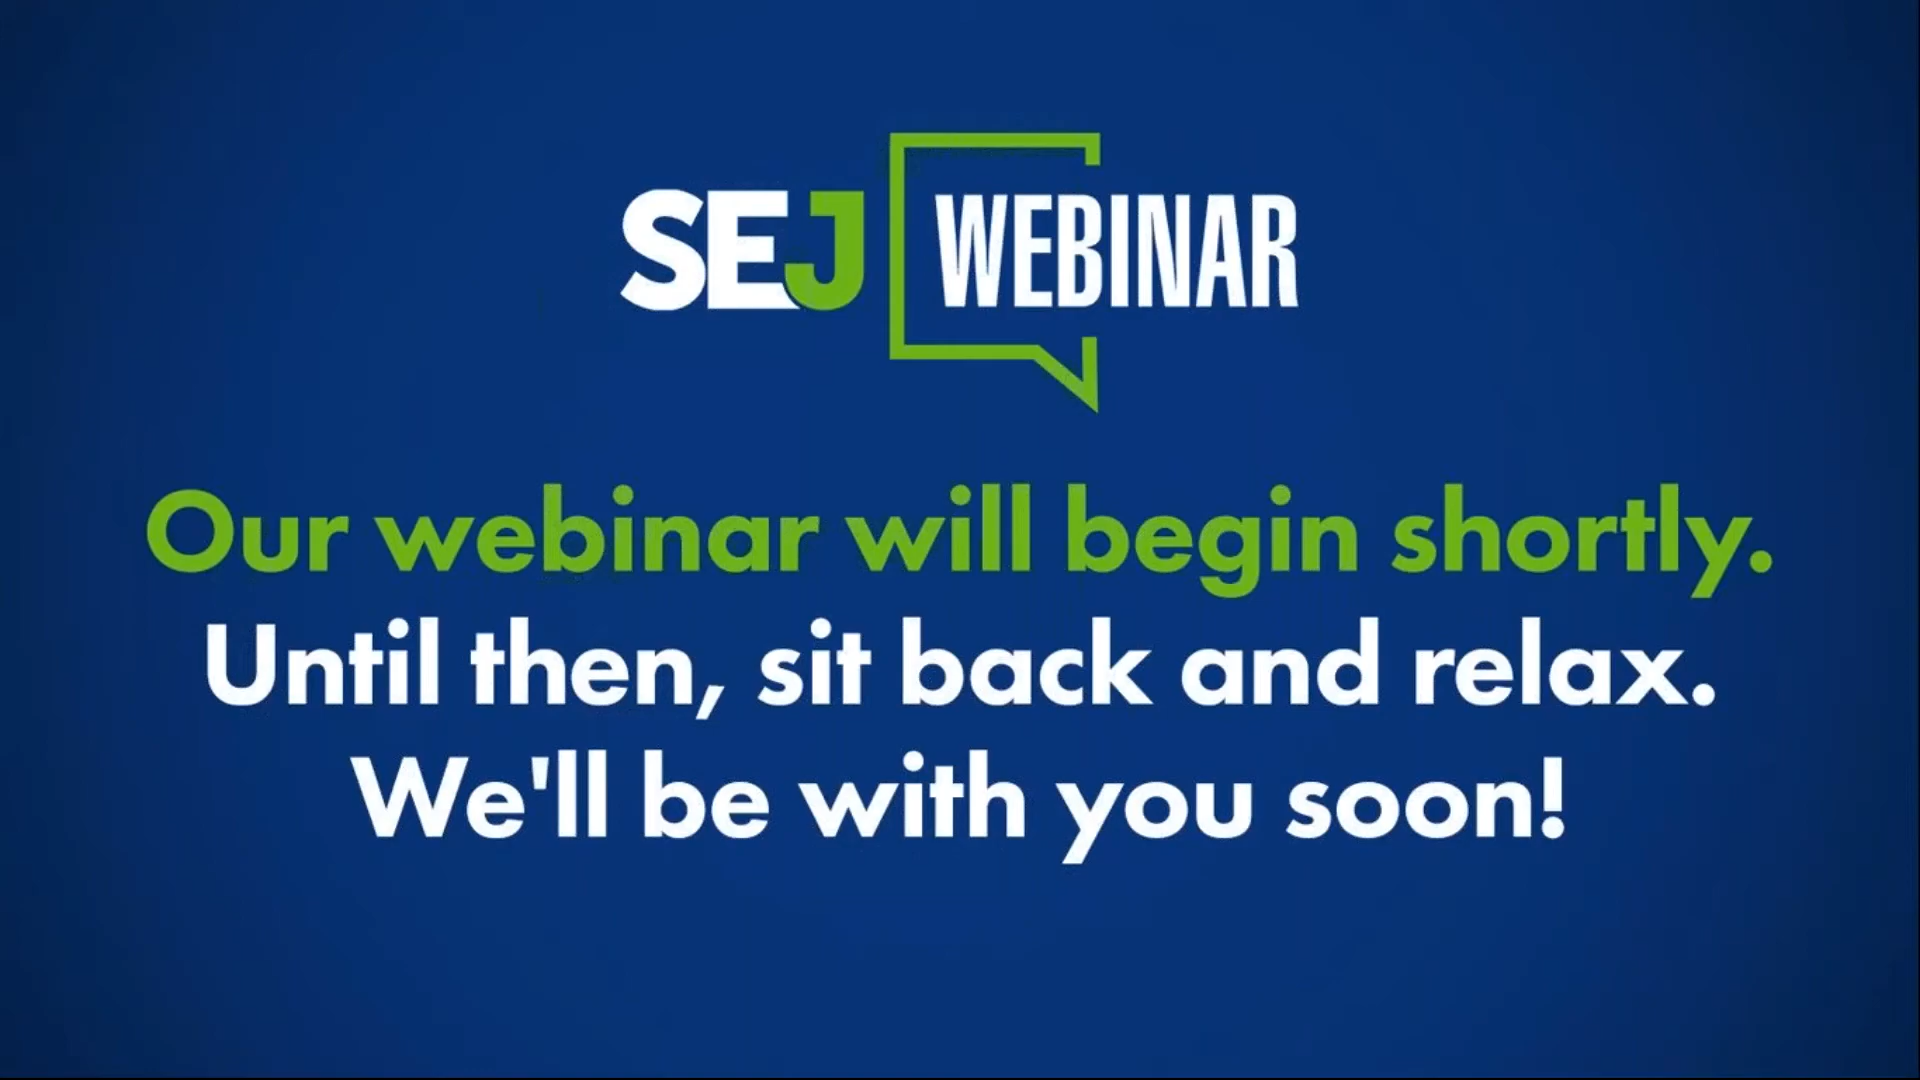 SEJ WEBINAR
Our webinar will begin shortly.
Until then, sit back and relax.
We'll be with you soon!